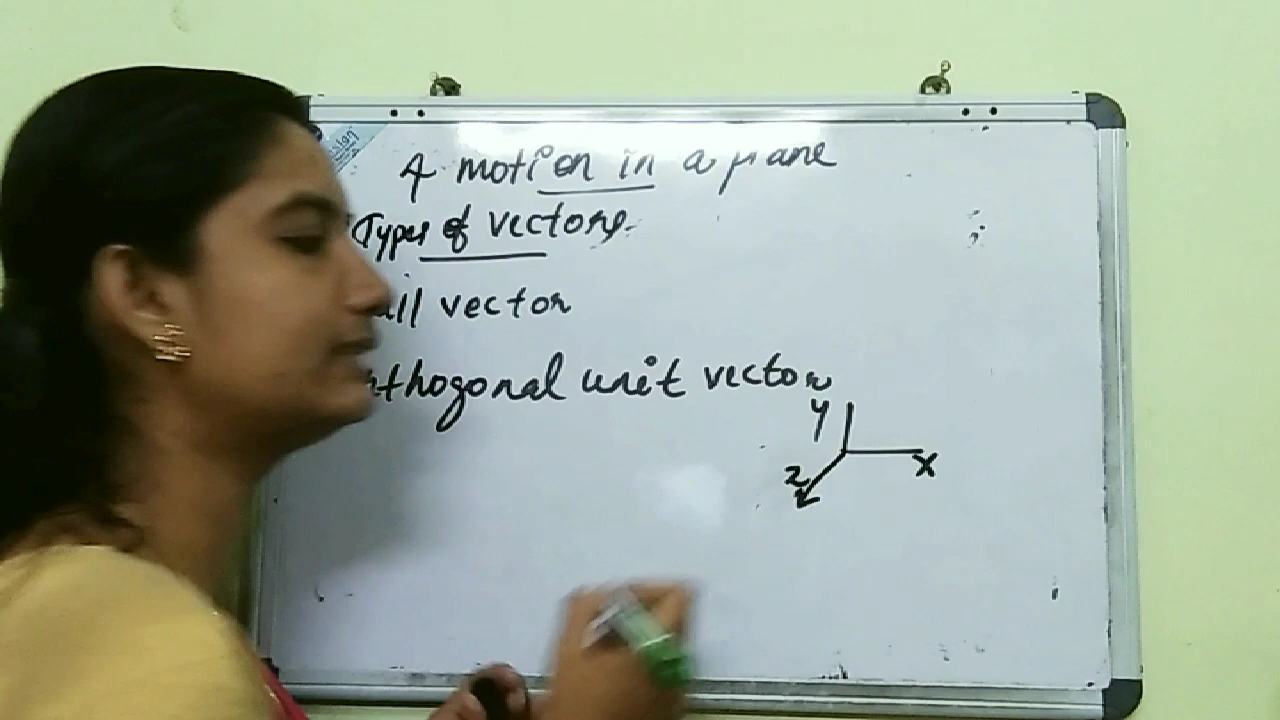 4 motion in a plane
Types of vectors
ull vector
thogonal unit vector
y
z
x